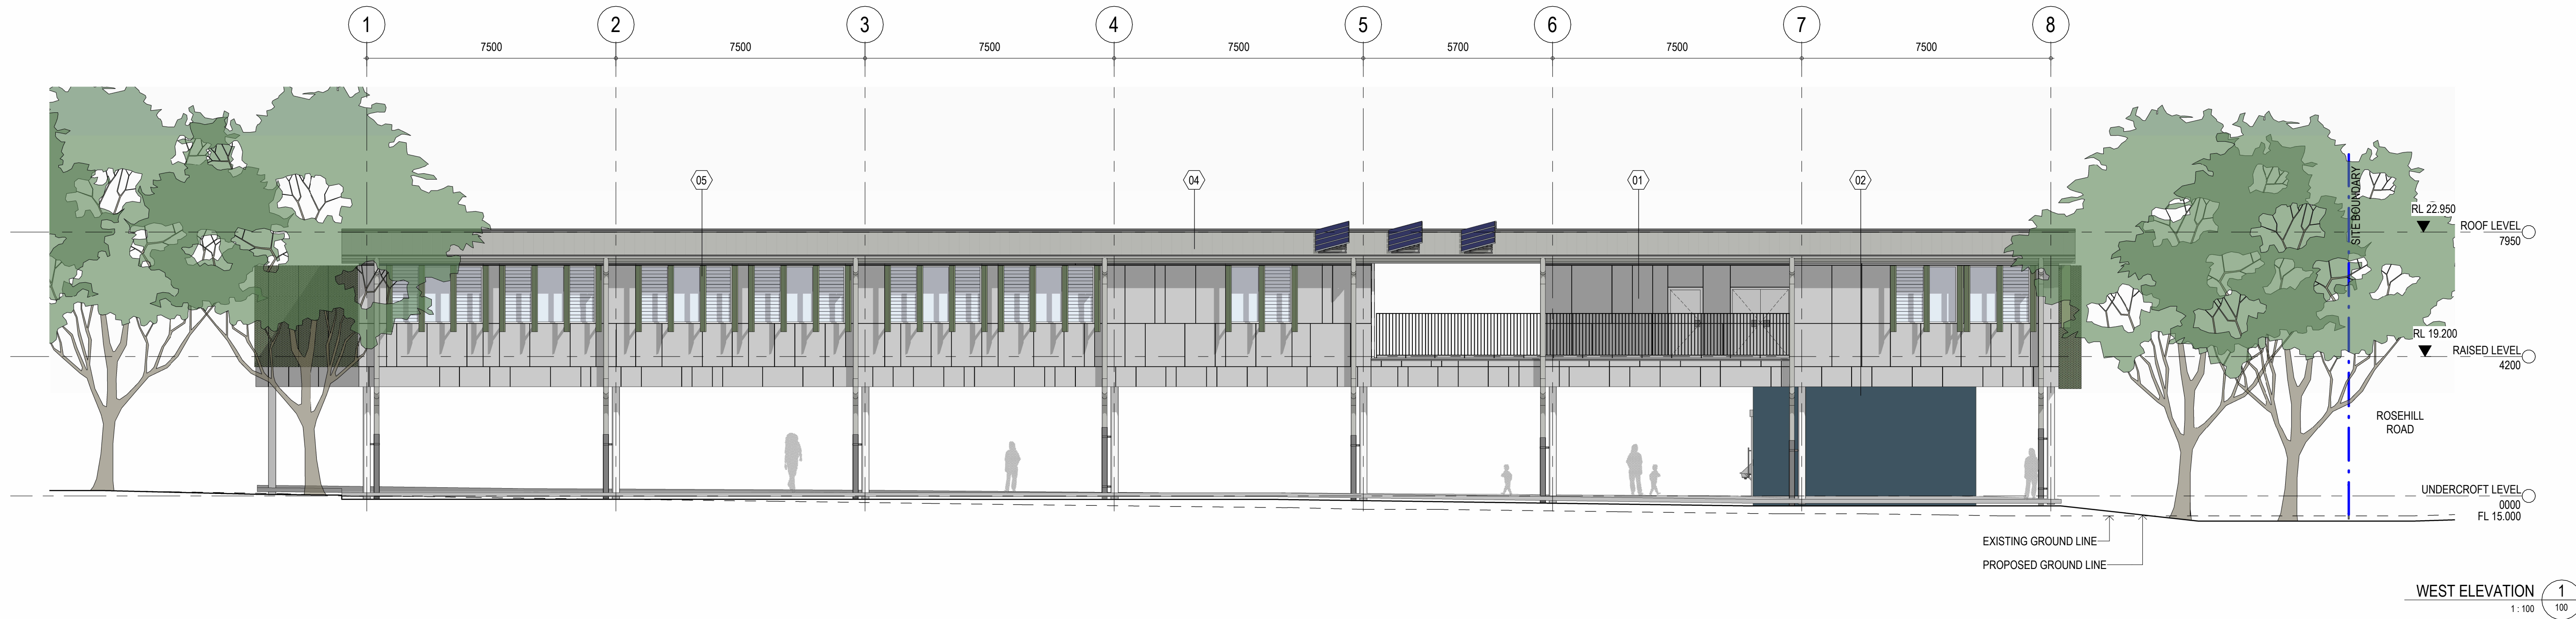 1 2 3 4 5 6 7 8
7500 7500 7500 7500 5700 7500 7500
05 04 01 02
SITE BOUNDARY
RL 22.950
ROOF LEVEL
7950
RL 19.200
RAISED LEVEL
4200
ROSEHILL
ROAD
UNDERCROFT LEVEL
0000
FL 15.000
EXISTING GROUND LINE
PROPOSED GROUND LINE
WEST ELEVATION 1
1 : 100 100